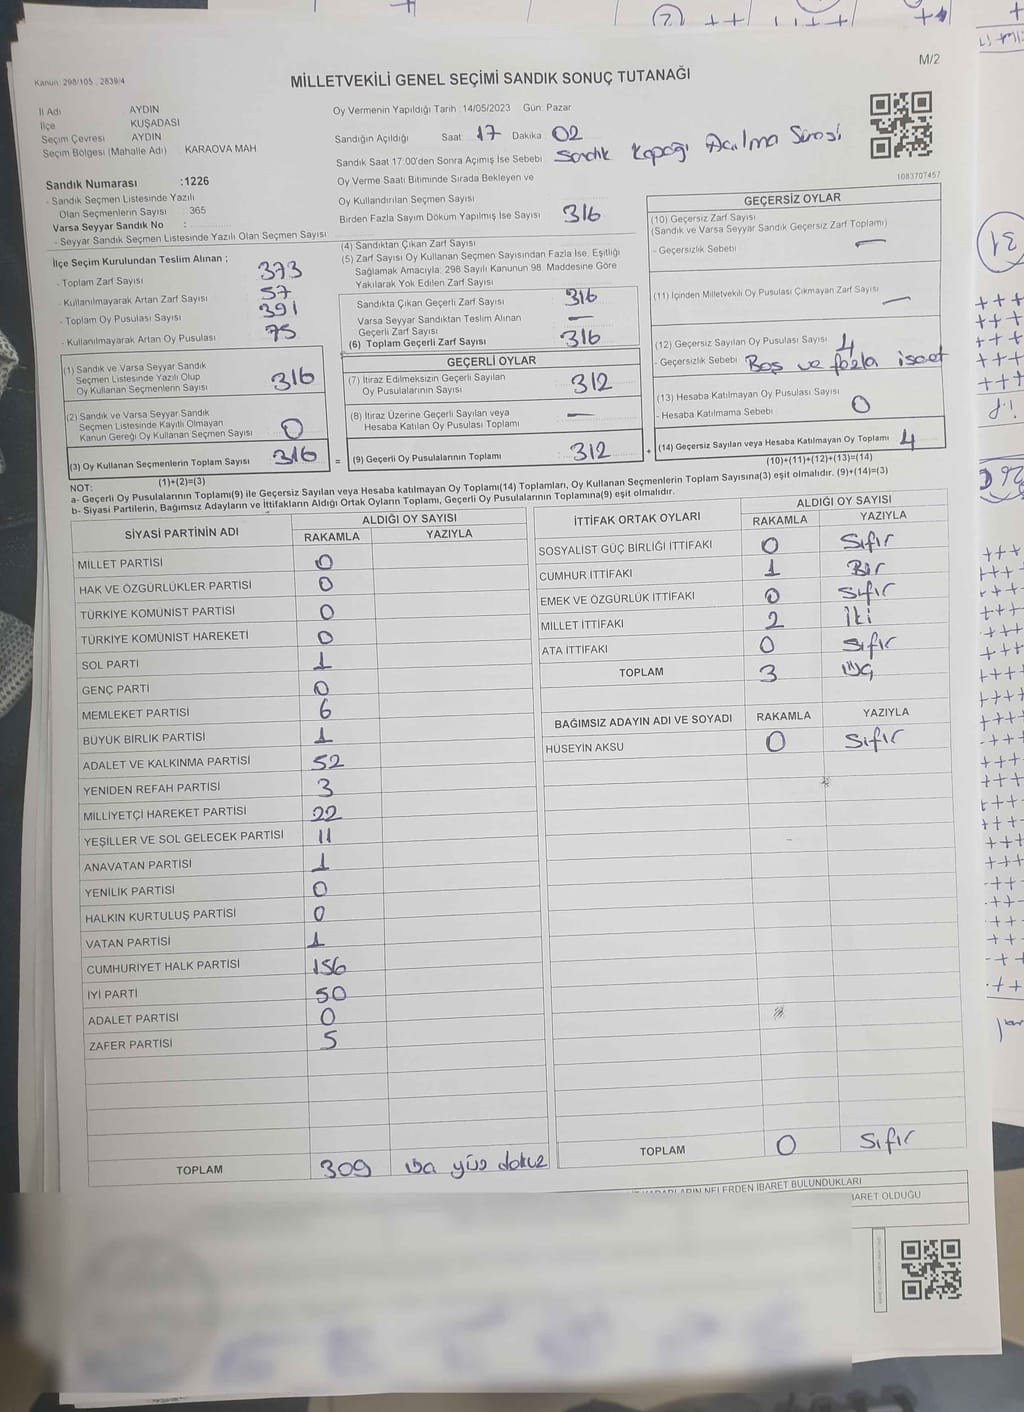 M/2
Kanun: 298/105 , 2839/4
MİLLETVEKİLİ GENEL SEÇİMİ SANDIK SONUÇ TUTANAĞI
İl Adı AYDIN
İlçe KUŞADASI
Seçim Çevresi AYDIN
Seçim Bölgesi (Mahalle Adı) KARAOVA MAH
Sandık Numarası :1226
- Sandık Seçmen Listesinde Yazılı
Olan Seçmenlerin Sayısı 365
Varsa Seyyar Sandık No :
- Seyyar Sandık Seçmen Listesinde Yazılı Olan Seçmen Sayısı
Oy Vermenin Yapıldığı Tarih :14/05/2023 Gün: Pazar
Sandığın Açıldığı Saat: 17 Dakika 02
Sandık Saat 17:00'den Sonra Açılmış İse Sebebi Sandık Kapağı Açılma Süresi
Oy Verme Saati Bitiminde Sırada Bekleyen ve
Oy Kullandırılan Seçmen Sayısı
Birden Fazla Sayım Döküm Yapılmış İse Sayısı 316
1083707457
İlçe Seçim Kurulundan Teslim Alınan ;
- Toplam Zarf Sayısı 373
- Kullanılmayarak Artan Zarf Sayısı 57
- Toplam Oy Pusulası Sayısı 391
- Kullanılmayarak Artan Oy Pusulası 75
(1) Sandık ve Varsa Seyyar Sandık
Seçmen Listesinde Yazılı Olup
Oy Kullanan Seçmenlerin Sayısı 316
(2) Sandık ve Varsa Seyyar Sandık
Seçmen Listesinde Kayıtlı Olmayan
Kanun Gereği Oy Kullanan Seçmen Sayısı 0
(3) Oy Kullanan Seçmenlerin Toplam Sayısı 316
(1)+(2)=(3)
(4) Sandıktan Çıkan Zarf Sayısı
(5) Zarf Sayısı Oy Kullanan Seçmen Sayısından Fazla İse, Eşitliği
Sağlamak Amacıyla, 298 Sayılı Kanunun 98. Maddesine Göre
Yakılarak Yok Edilen Zarf Sayısı
Sandıkta Çıkan Geçerli Zarf Sayısı 316
Varsa Seyyar Sandıktan Teslim Alınan
Geçerli Zarf Sayısı —
(6) Toplam Geçerli Zarf Sayısı 316
GEÇERLİ OYLAR
(7) İtiraz Edilmeksizin Geçerli Sayılan
Oy Pusulalarının Sayısı 312
(8) İtiraz Üzerine Geçerli Sayılan veya
Hesaba Katılan Oy Pusulası Toplamı —
= (9) Geçerli Oy Pusulalarının Toplamı 312 +
GEÇERSİZ OYLAR
(10) Geçersiz Zarf Sayısı
(Sandık ve Varsa Seyyar Sandık Geçersiz Zarf Toplamı)
- Geçersizlik Sebebi —
(11) İçinden Milletvekili Oy Pusulası Çıkmayan Zarf Sayısı —
(12) Geçersiz Sayılan Oy Pusulası Sayısı 4
- Geçersizlik Sebebi Boş ve fazla isaet
(13) Hesaba Katılmayan Oy Pusulası Sayısı 0
- Hesaba Katılmama Sebebi
(14) Geçersiz Sayılan veya Hesaba Katılmayan Oy Toplamı 4
(10)+(11)+(12)+(13)=(14)
NOT:
a- Geçerli Oy Pusulalarının Toplamı(9) ile Geçersiz Sayılan veya Hesaba katılmayan Oy Toplamı(14) Toplamları, Oy Kullanan Seçmenlerin Toplam Sayısına(3) eşit olmalıdır. (9)+(14)=(3)
b- Siyasi Partilerin, Bağımsız Adayların ve İttifakların Aldığı Ortak Oyların Toplamı, Geçerli Oy Pusulalarının Toplamına(9) eşit olmalıdır.
SİYASİ PARTİNİN ADI ALDIĞI OY SAYISI
RAKAMLA YAZIYLA
MİLLET PARTİSİ 0
HAK VE ÖZGÜRLÜKLER PARTİSİ 0
TÜRKİYE KOMÜNİST PARTİSİ 0
TÜRKİYE KOMÜNİST HAREKETİ 0
SOL PARTİ 1
GENÇ PARTİ 0
MEMLEKET PARTİSİ 6
BÜYÜK BİRLİK PARTİSİ 1
ADALET VE KALKINMA PARTİSİ 52
YENİDEN REFAH PARTİSİ 3
MİLLİYETÇİ HAREKET PARTİSİ 22
YEŞİLLER VE SOL GELECEK PARTİSİ 11
ANAVATAN PARTİSİ 1
YENİLİK PARTİSİ 0
HALKIN KURTULUŞ PARTİSİ 0
VATAN PARTİSİ 1
CUMHURİYET HALK PARTİSİ 156
İYİ PARTİ 50
ADALET PARTİSİ 0
ZAFER PARTİSİ 5
TOPLAM 309 üç yüz dokuz
İTTİFAK ORTAK OYLARI ALDIĞI OY SAYISI
RAKAMLA YAZIYLA
SOSYALİST GÜÇ BİRLİĞİ İTTİFAKI 0 Sıfır
CUMHUR İTTİFAKI 1 Bir
EMEK VE ÖZGÜRLÜK İTTİFAKI 0 Sıfır
MİLLET İTTİFAKI 2 İki
ATA İTTİFAKI 0 Sıfır
TOPLAM 3 üç
BAĞIMSIZ ADAYIN ADI VE SOYADI RAKAMLA YAZIYLA
HÜSEYİN AKSU 0 Sıfır
TOPLAM 0 Sıfır
NELERDEN İBARET BULUNDUKLARI
İBARET OLDUĞU
31